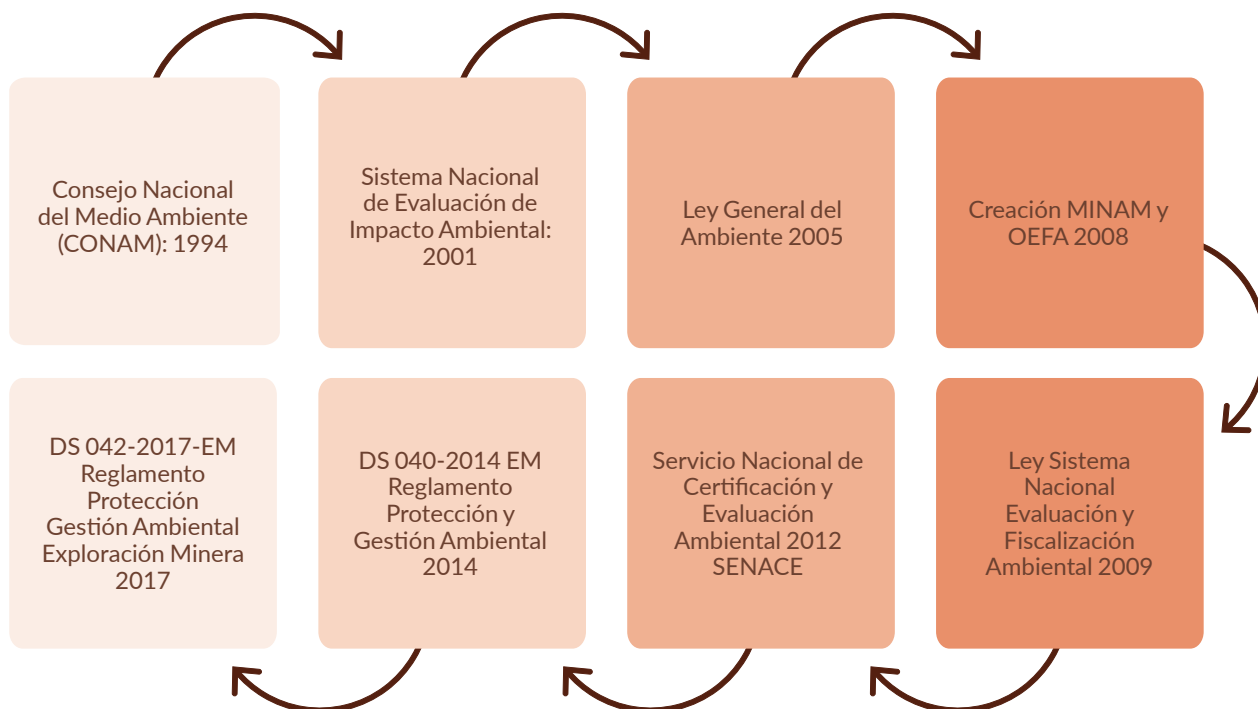 Consejo Nacional
del Medio Ambiente
(CONAM): 1994
Sistema Nacional
de Evaluación de
Impacto Ambiental:
2001
Ley General del
Ambiente 2005
Creación MINAM y
OEFA 2008
Ley Sistema
Nacional
Evaluación y
Fiscalización
Ambiental 2009
Servicio Nacional de
Certificación y
Evaluación
Ambiental 2012
SENACE
DS 040-2014 EM
Reglamento
Protección y
Gestión Ambiental
2014
DS 042-2017-EM
Reglamento
Protección
Gestión Ambiental
Exploración Minera
2017